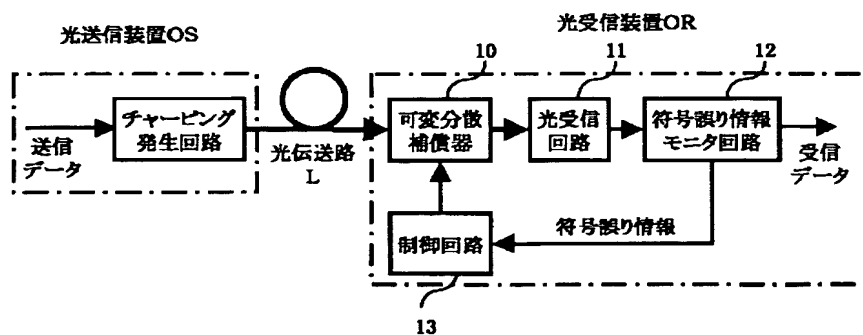 光送信装置OS
光受信装置OR
10
11
12
チャーピング
発生回路
送信
データ
光伝送路
L
可変分散
補償器
光受信
回路
符号誤り情報
モニタ回路
受信
データ
制御回路
符号誤り情報
13